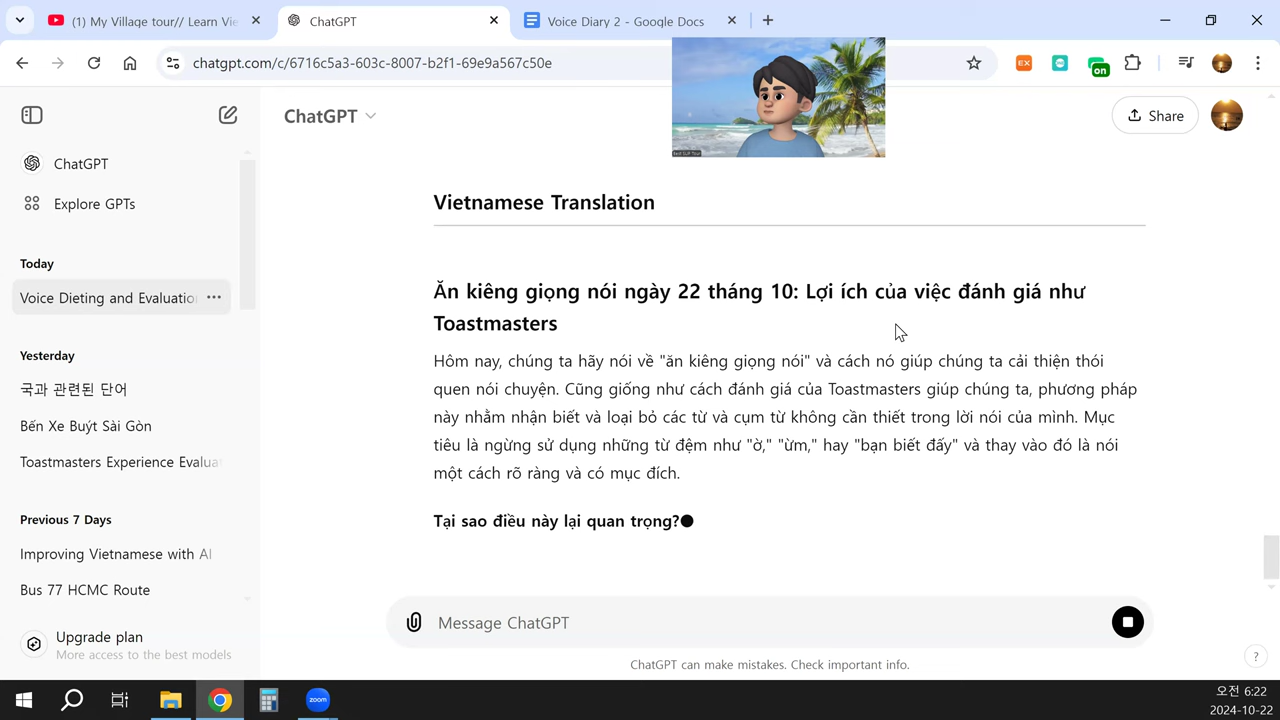 (1) My Village tour// Learn Vie
ChatGPT
Voice Diary 2 - Google Docs
chatgpt.com/c/6716c5a3-603c-8007-b2f1-69e9a567c50e
EX
on
ChatGPT
Share
ChatGPT
Explore GPTs
Today
Voice Dieting and Evaluatio
Yesterday
국과 관련된 단어
Bến Xe Buýt Sài Gòn
Toastmasters Experience Evalua
Previous 7 Days
Improving Vietnamese with AI
Bus 77 HCMC Route
Upgrade plan
More access to the best models
Vietnamese Translation
Ăn kiêng giọng nói ngày 22 tháng 10: Lợi ích của việc đánh giá như
Toastmasters
Hôm nay, chúng ta hãy nói về "ăn kiêng giọng nói" và cách nó giúp chúng ta cải thiện thói
quen nói chuyện. Cũng giống như cách đánh giá của Toastmasters giúp chúng ta, phương pháp
này nhằm nhận biết và loại bỏ các từ và cụm từ không cần thiết trong lời nói của mình. Mục
tiêu là ngừng sử dụng những từ đệm như "ờ," "ừm," hay "bạn biết đấy" và thay vào đó là nói
một cách rõ ràng và có mục đích.
Tại sao điều này lại quan trọng?
Message ChatGPT
ChatGPT can make mistakes. Check important info.
?
zoom
오전 6:22
2024-10-22